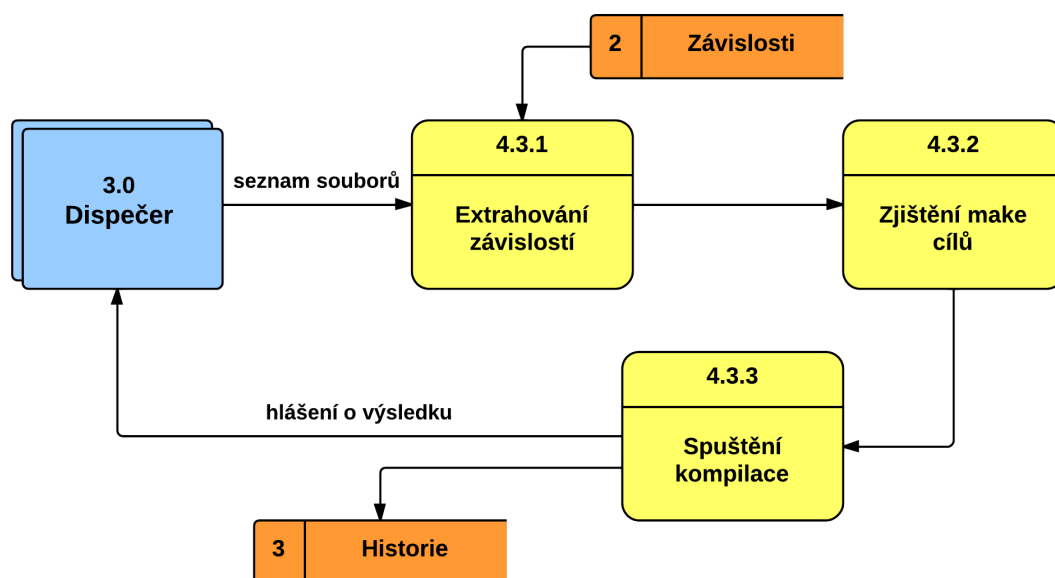 2 Závislosti
3.0
Dispečer
seznam souborů
4.3.1
Extrahování
závislostí
4.3.2
Zjištění make
cílů
4.3.3
Spuštění
kompilace
hlášení o výsledku
3 Historie